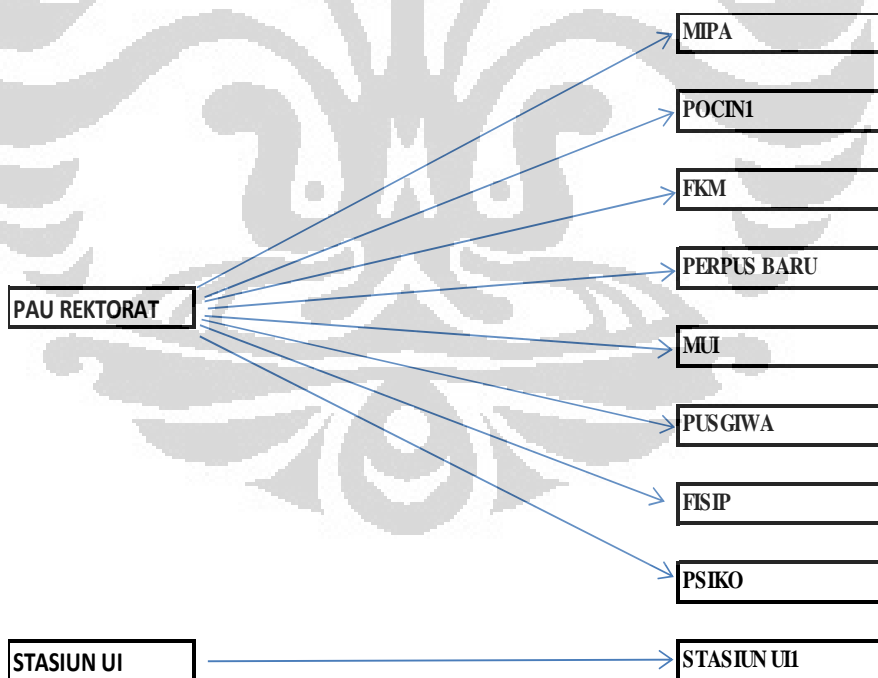 MIPA
POCIN1
FKM
PERPUS BARU
PAU REKTORAT
MUI
PUSGIWA
FISIP
PSIKO
STASIUN UI
STASIUN UI1